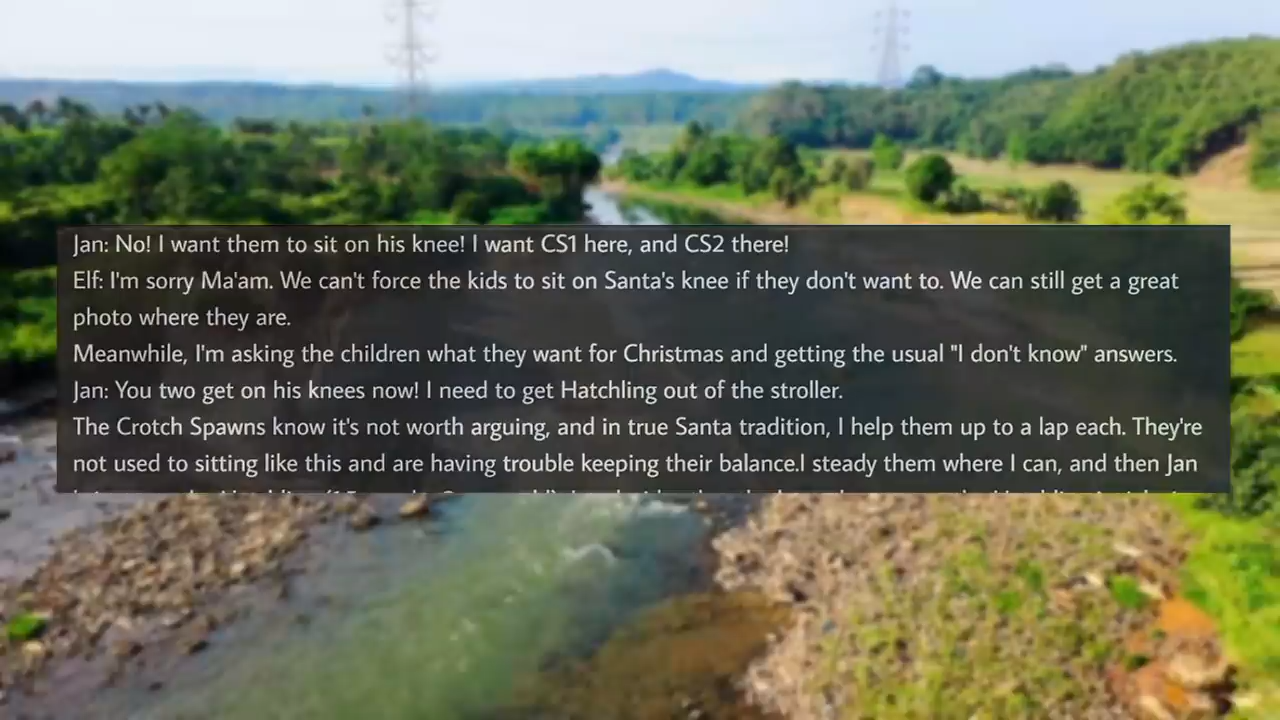 Jan: No! I want them to sit on his knee! I want CS1 here, and CS2 there!
Elf: I'm sorry Ma'am. We can't force the kids to sit on Santa's knee if they don't want to. We can still get a great
photo where they are.
Meanwhile, I'm asking the children what they want for Christmas and getting the usual "I don't know" answers.
Jan: You two get on his knees now! I need to get Hatchling out of the stroller.
The Crotch Spawns know it's not worth arguing, and in true Santa tradition, I help them up to a lap each. They're
not used to sitting like this and are having trouble keeping their balance.I steady them where I can, and then Jan